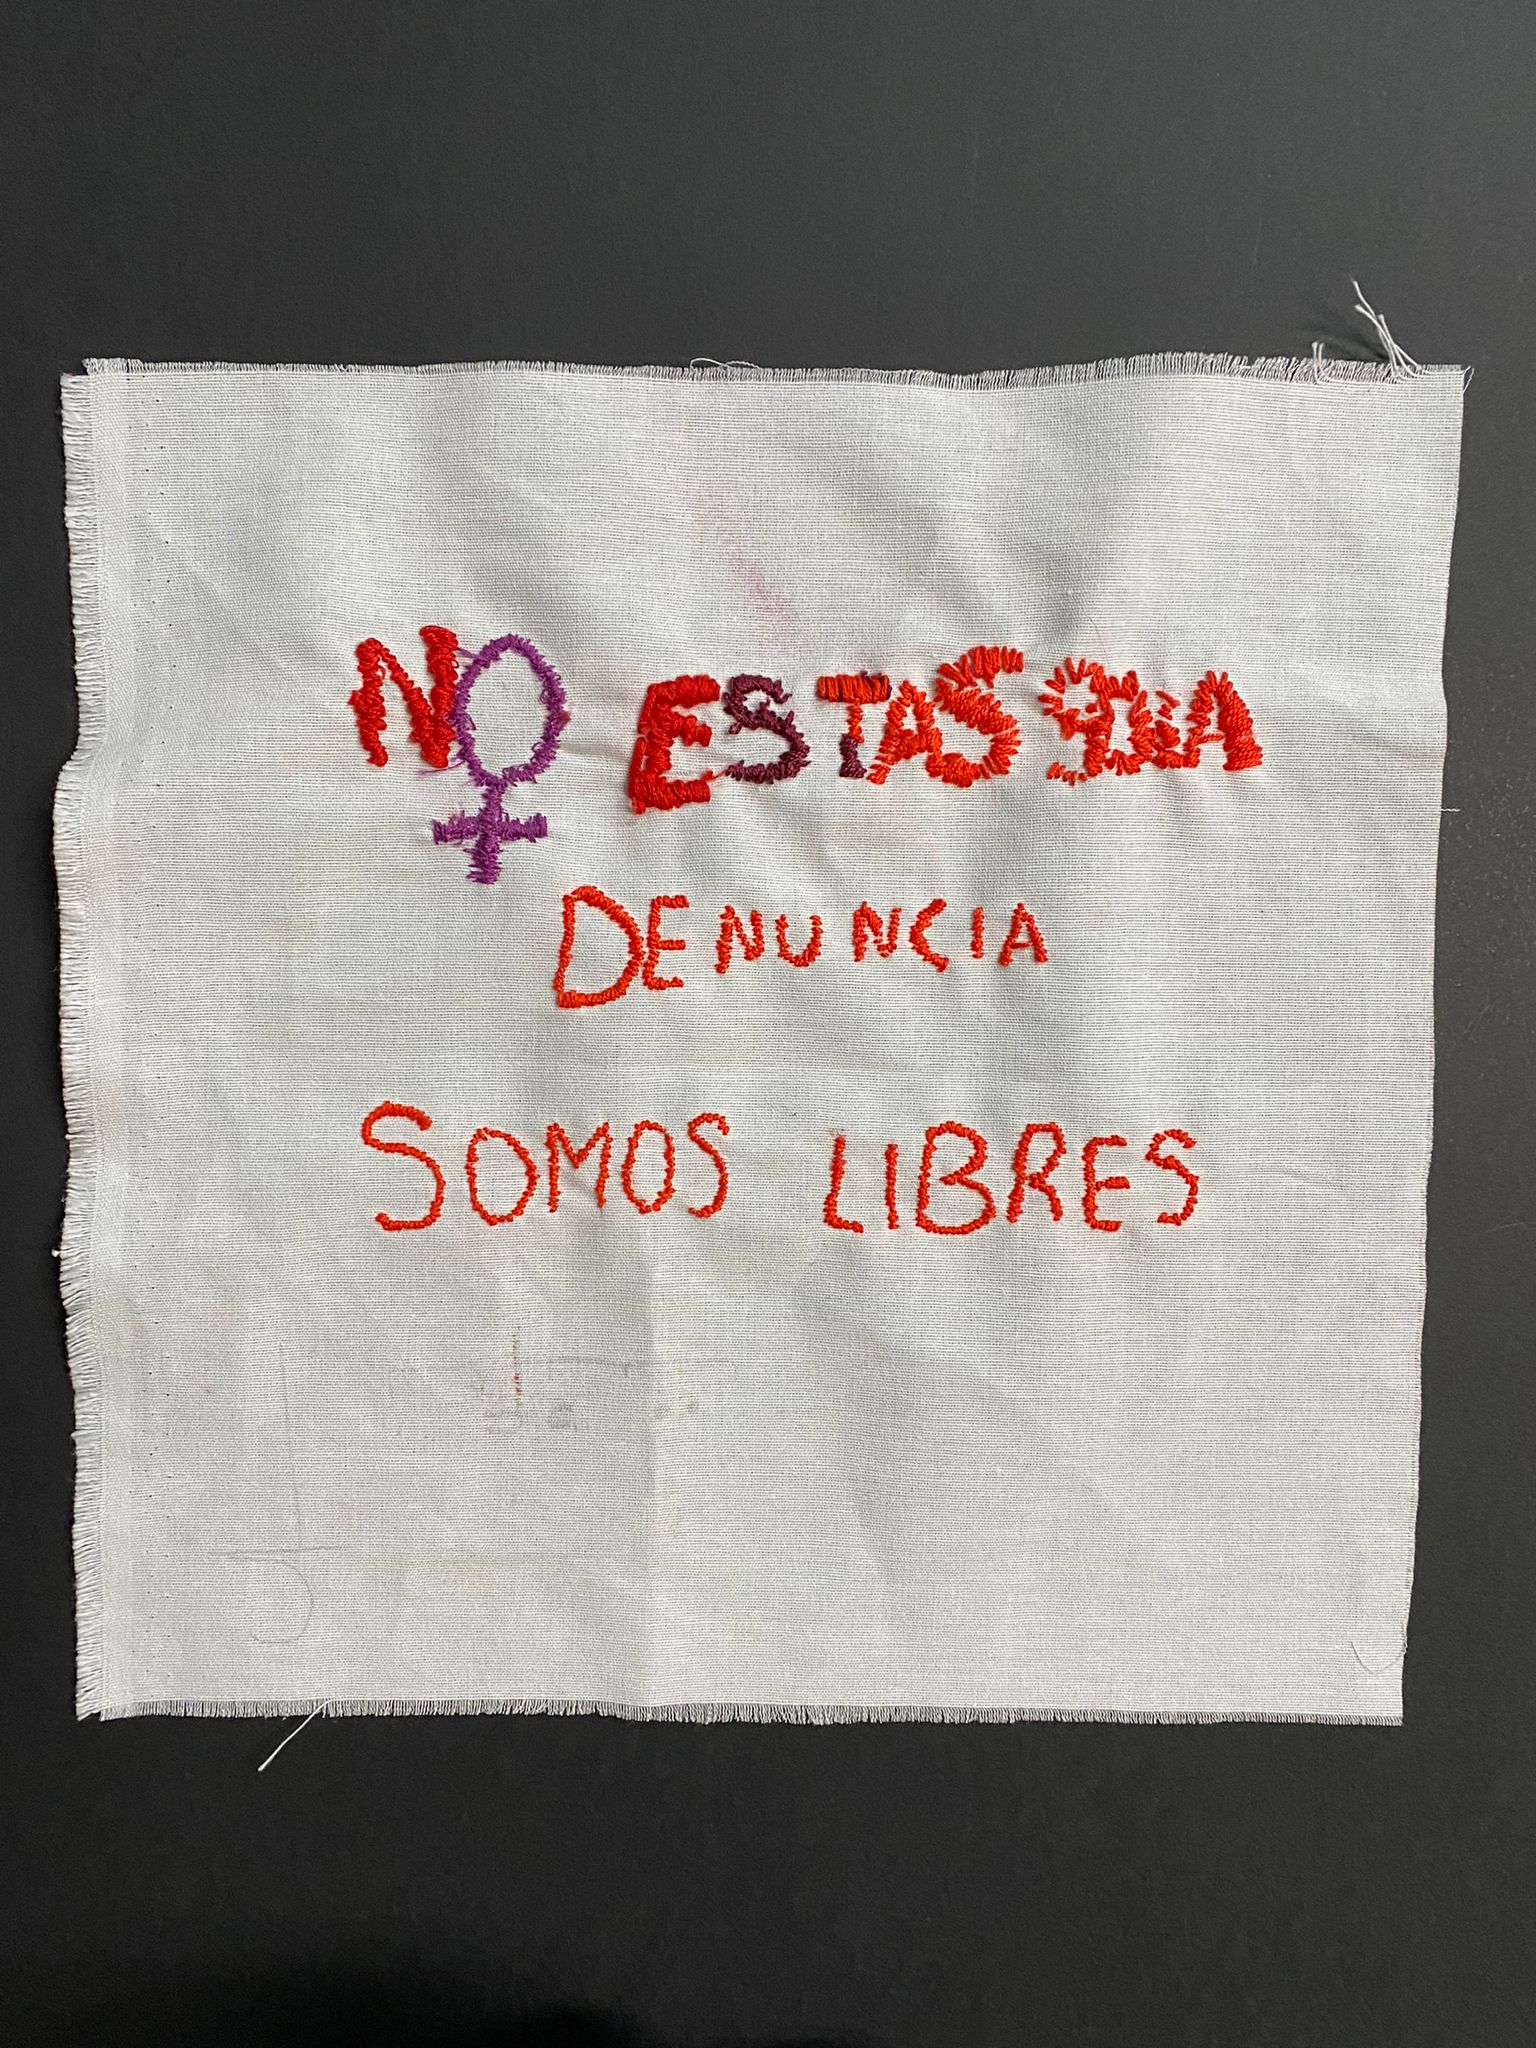 NO ESTAS SOLA
DENUNCIA
SOMOS LIBRES